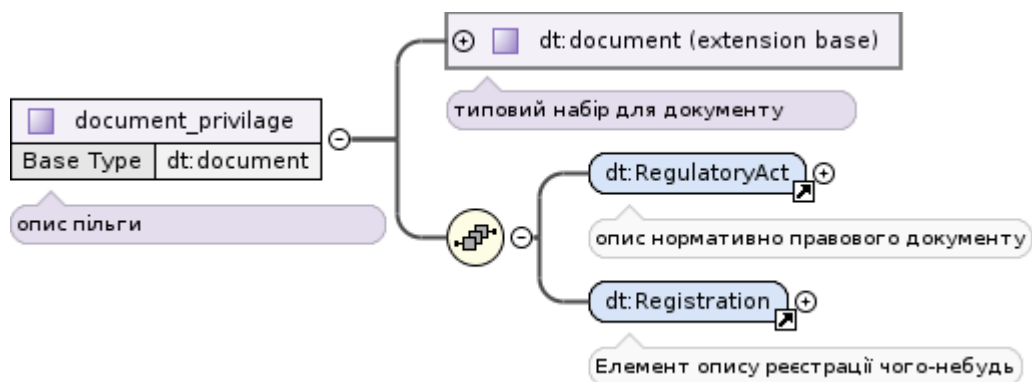 dt:document (extension base)
типовий набір для документу
document_privilage
Base Type dt:document
опис пільги
dt:RegulatoryAct
опис нормативно правового документу
dt:Registration
Елемент опису реєстрації чого-небудь